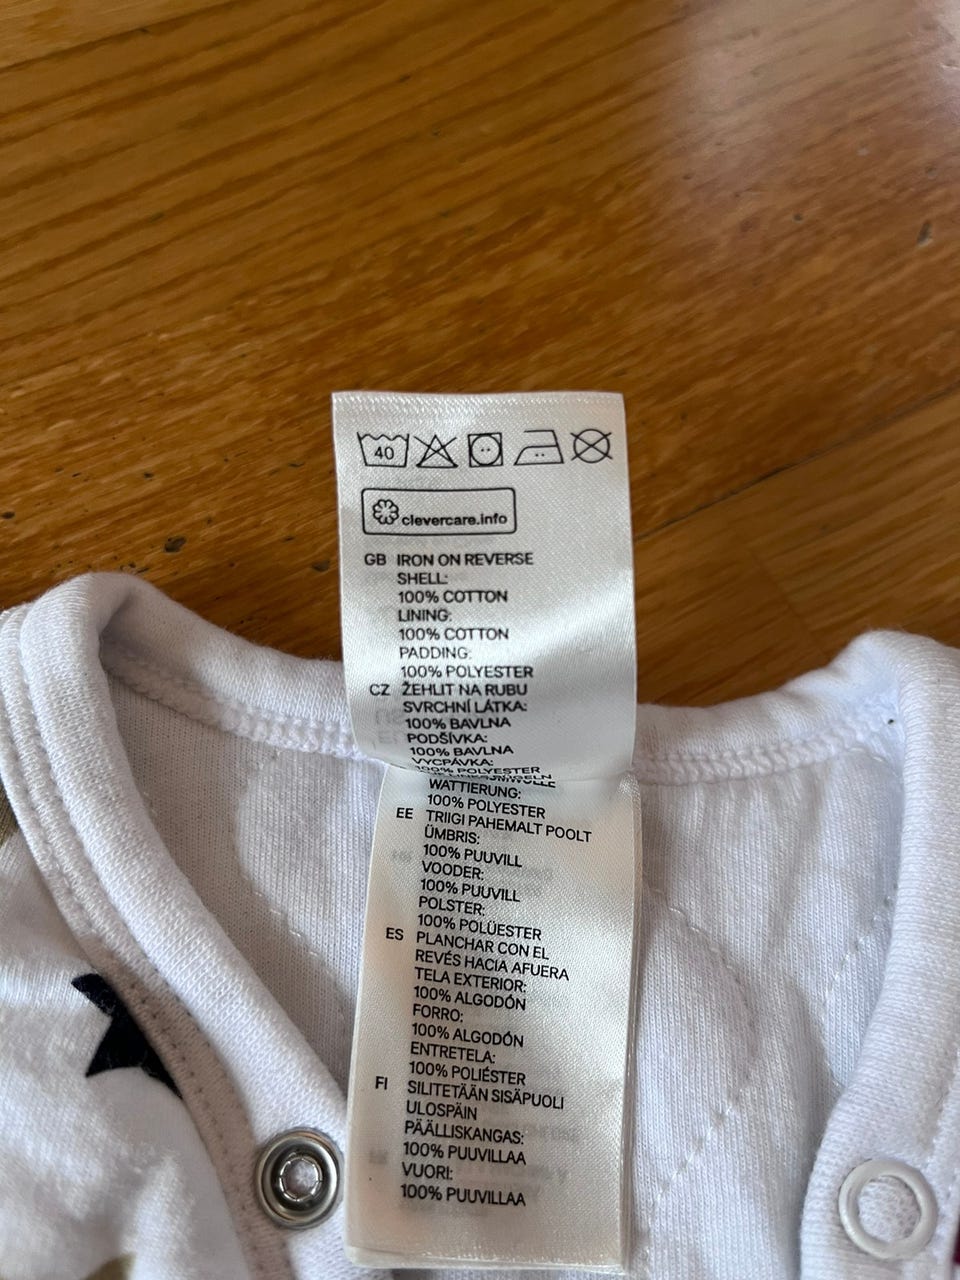 40
clevercare.info
GB IRON ON REVERSE
SHELL:
100% COTTON
LINING:
100% COTTON
PADDING:
100% POLYESTER
CZ ŽEHLIT NA RUBU
SVRCHNÍ LÁTKA:
100% BAVLNA
PODŠÍVKA:
100% BAVLNA
VYCPÁVKA:
100% POLYESTER
WATTIERUNG:
100% POLYESTER
EE TRIIGI PAHEMALT POOLT
ÜMBRIS:
100% PUUVILL
VOODER:
100% PUUVILL
POLSTER:
100% POLÜESTER
ES PLANCHAR CON EL
REVÉS HACIA AFUERA
TELA EXTERIOR:
100% ALGODÓN
FORRO:
100% ALGODÓN
ENTRETELA:
100% POLIÉSTER
FI SILITETÄÄN SISÄPUOLI
ULOSPÄIN
PÄÄLLISKANGAS:
100% PUUVILLAA
VUORI:
100% PUUVILLAA